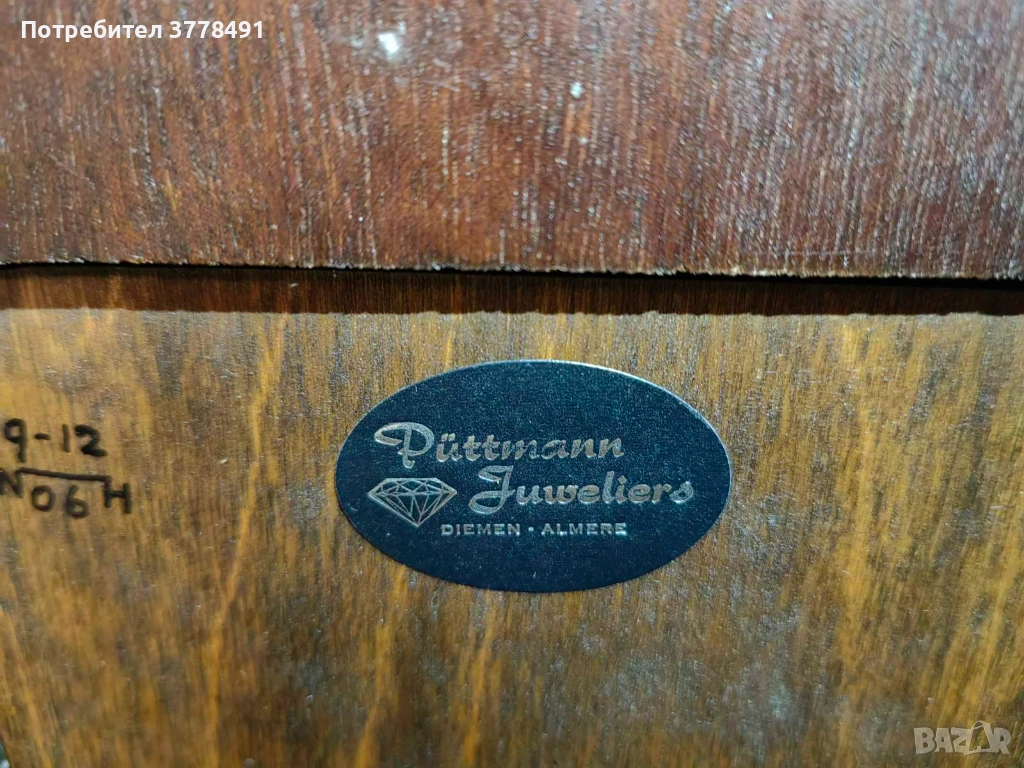 Потребител 3778491
9-12
N06H
Püttmann
Juweliers
DIEMEN · ALMERE
BAZAR